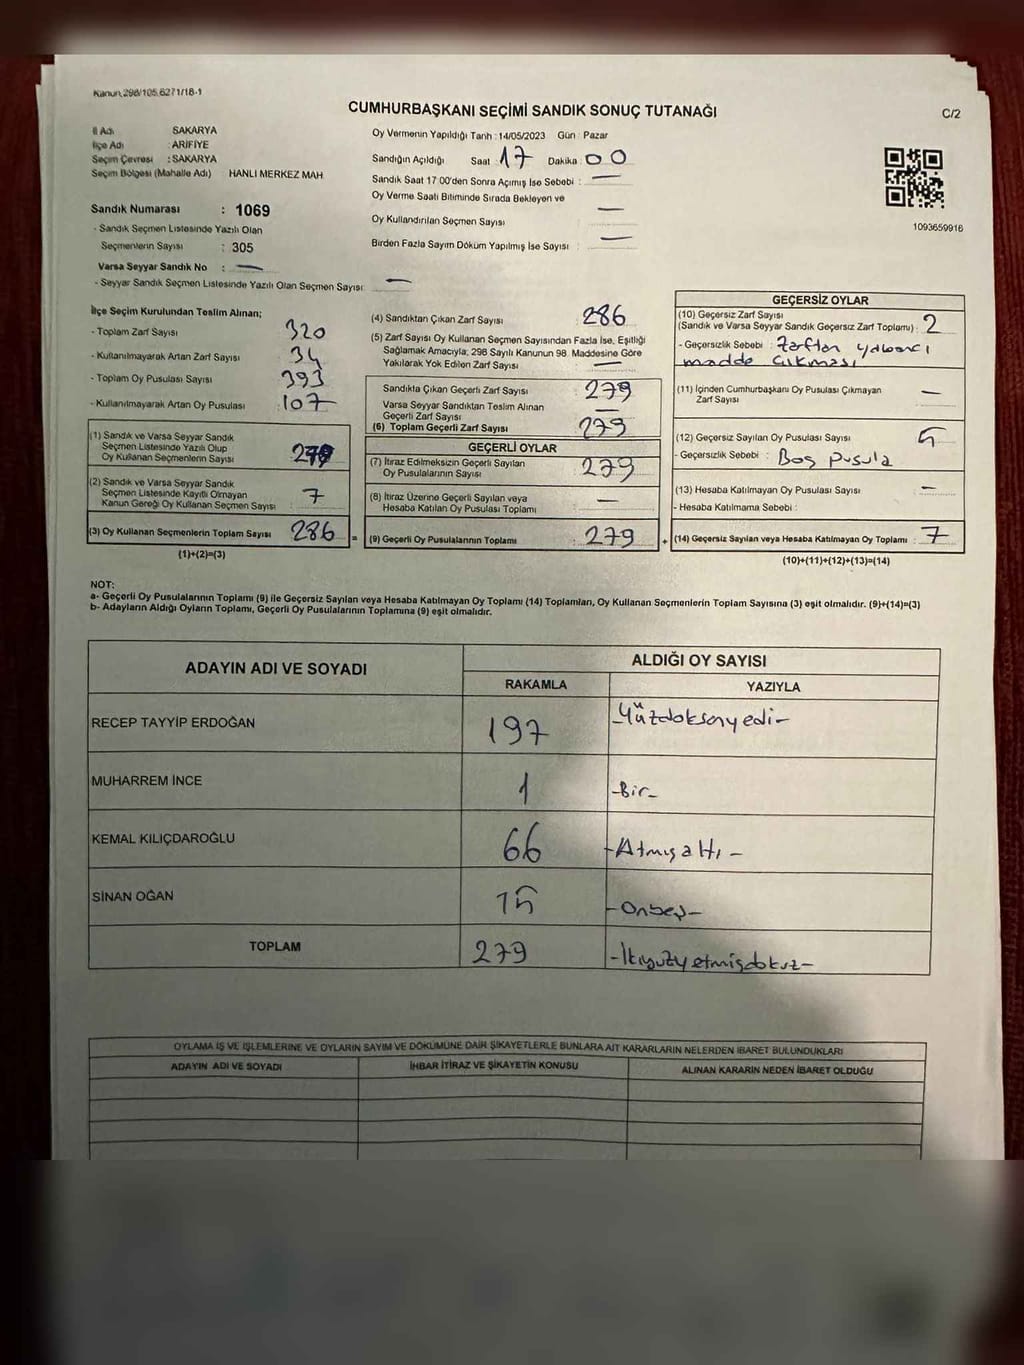 Kanun 298/105.6271/18-1
CUMHURBAŞKANI SEÇİMİ SANDIK SONUÇ TUTANAĞI
C/2
İl Adı SAKARYA
İlçe Adı : ARİFİYE
Seçim Çevresi : SAKARYA
Seçim Bölgesi (Mahalle Adı) HANLI MERKEZ MAH.
Sandık Numarası : 1069
- Sandık Seçmen Listesinde Yazılı Olan
Seçmenlerin Sayısı : 305
Varsa Seyyar Sandık No : —
- Seyyar Sandık Seçmen Listesinde Yazılı Olan Seçmen Sayısı: —
Oy Vermenin Yapıldığı Tarih : 14/05/2023 Gün : Pazar
Sandığın Açıldığı Saat 17 Dakika : 00
Sandık Saat 17:00'den Sonra Açımış İse Sebebi : —
Oy Verme Saati Bitiminde Sırada Bekleyen ve
Oy Kullandırılan Seçmen Sayısı —
Birden Fazla Sayım Döküm Yapılmış İse Sayısı : —
1093659916
İlçe Seçim Kurulundan Teslim Alınan;
- Toplam Zarf Sayısı 320
- Kullanılmayarak Artan Zarf Sayısı 34
- Toplam Oy Pusulası Sayısı 393
- Kullanılmayarak Artan Oy Pusulası : 107
(1) Sandık ve Varsa Seyyar Sandık
Seçmen Listesinde Yazılı Olup
Oy Kullanan Seçmenlerin Sayısı 279
(2) Sandık ve Varsa Seyyar Sandık
Seçmen Listesinde Kayıtlı Olmayan
Kanun Gereği Oy Kullanan Seçmen Sayısı : 7
(3) Oy Kullanan Seçmenlerin Toplam Sayısı 286 =
(1)+(2)=(3)
(4) Sandıktan Çıkan Zarf Sayısı : 286
(5) Zarf Sayısı Oy Kullanan Seçmen Sayısından Fazla İse, Eşitliği
Sağlamak Amacıyla; 298 Sayılı Kanunun 98. Maddesine Göre
Yakılarak Yok Edilen Zarf Sayısı : —
Sandıkta Çıkan Geçerli Zarf Sayısı : 279
Varsa Seyyar Sandıktan Teslim Alınan
Geçerli Zarf Sayısı —
(6) Toplam Geçerli Zarf Sayısı : 279
GEÇERLİ OYLAR
(7) İtiraz Edilmeksizin Geçerli Sayılan
Oy Pusulalarının Sayısı : 279
(8) İtiraz Üzerine Geçerli Sayılan veya
Hesaba Katılan Oy Pusulası Toplamı : —
(9) Geçerli Oy Pusulalarının Toplamı : 279 +
GEÇERSİZ OYLAR
(10) Geçersiz Zarf Sayısı
(Sandık ve Varsa Seyyar Sandık Geçersiz Zarf Toplamı) : 2
- Geçersizlik Sebebi : Zarftan yabancı
madde çıkması
(11) İçinden Cumhurbaşkanı Oy Pusulası Çıkmayan
Zarf Sayısı —
(12) Geçersiz Sayılan Oy Pusulası Sayısı : 5
- Geçersizlik Sebebi : Boş pusula
(13) Hesaba Katılmayan Oy Pusulası Sayısı : —
- Hesaba Katılmama Sebebi :
(14) Geçersiz Sayılan veya Hesaba Katılmayan Oy Toplamı : 7
(10)+(11)+(12)+(13)=(14)
NOT:
a- Geçerli Oy Pusulalarının Toplamı (9) ile Geçersiz Sayılan veya Hesaba Katılmayan Oy Toplamı (14) Toplamları, Oy Kullanan Seçmenlerin Toplam Sayısına (3) eşit olmalıdır. (9)+(14)=(3)
b- Adayların Aldığı Oyların Toplamı, Geçerli Oy Pusulalarının Toplamına (9) eşit olmalıdır.
ADAYIN ADI VE SOYADI
ALDIĞI OY SAYISI
RAKAMLA YAZIYLA
RECEP TAYYİP ERDOĞAN 197 -Yüzdoksanyedi-
MUHARREM İNCE 1 -Bir-
KEMAL KILIÇDAROĞLU 66 -Atmışaltı-
SİNAN OĞAN 15 -Onbeş-
TOPLAM 279 -İkiyüzyetmişdokuz-
OYLAMA İŞ VE İŞLEMLERİNE VE OYLARIN SAYIM VE DÖKÜMÜNE DAİR ŞİKAYETLERLE BUNLARA AİT KARARLARIN NELERDEN İBARET BULUNDUKLARI
ADAYIN ADI VE SOYADI İHBAR İTİRAZ VE ŞİKAYETİN KONUSU ALINAN KARARIN NEDEN İBARET OLDUĞU